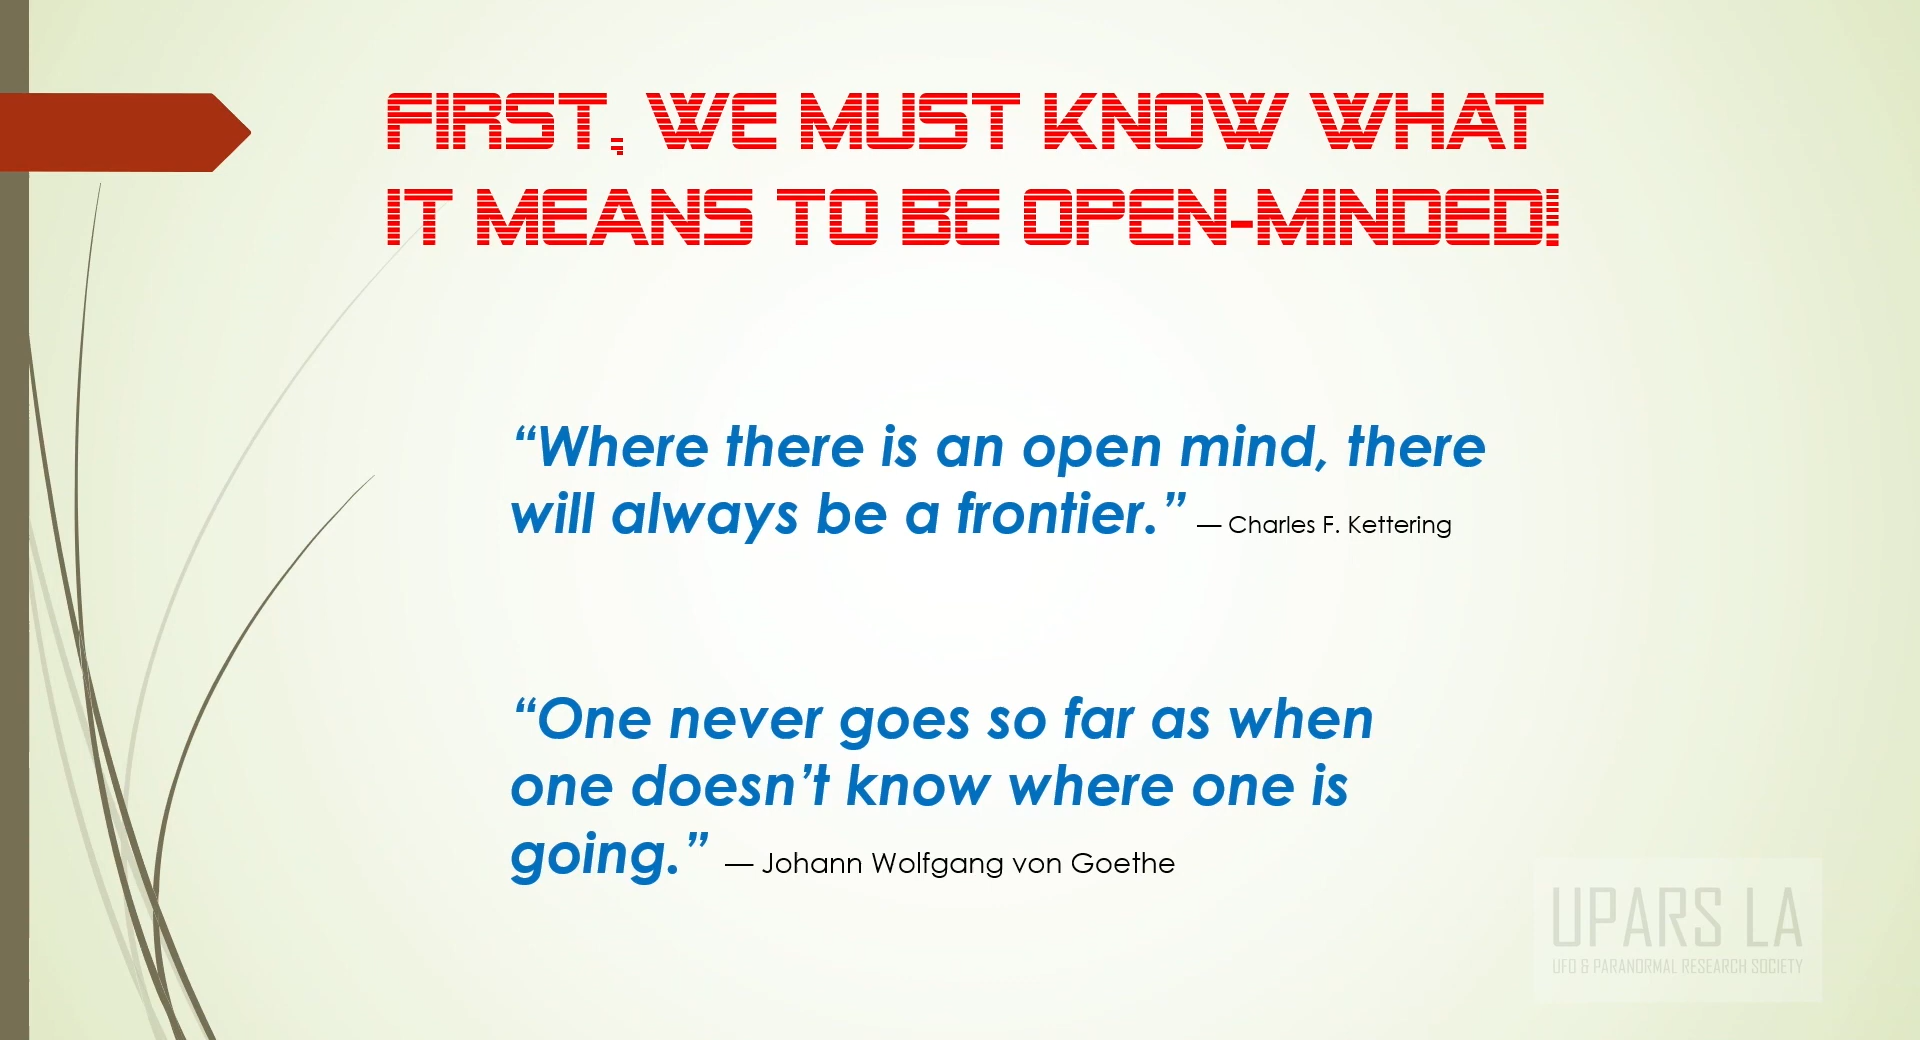 FIRST, WE MUST KNOW WHAT
IT MEANS TO BE OPEN-MINDED!
“Where there is an open mind, there
will always be a frontier.” — Charles F. Kettering
“One never goes so far as when
one doesn’t know where one is
going.” — Johann Wolfgang von Goethe
UPARS LA
UFO & PARANORMAL RESEARCH SOCIETY